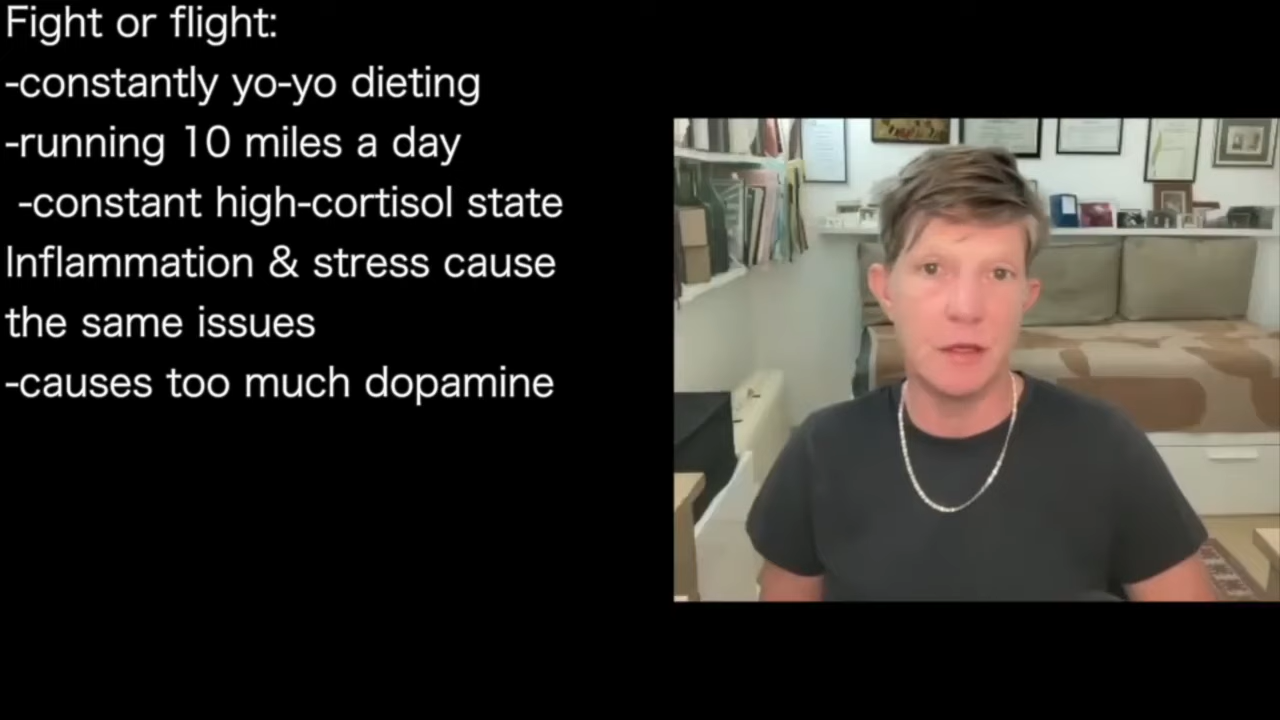 Fight or flight:
-constantly yo-yo dieting
-running 10 miles a day
-constant high-cortisol state
Inflammation & stress cause
the same issues
-causes too much dopamine